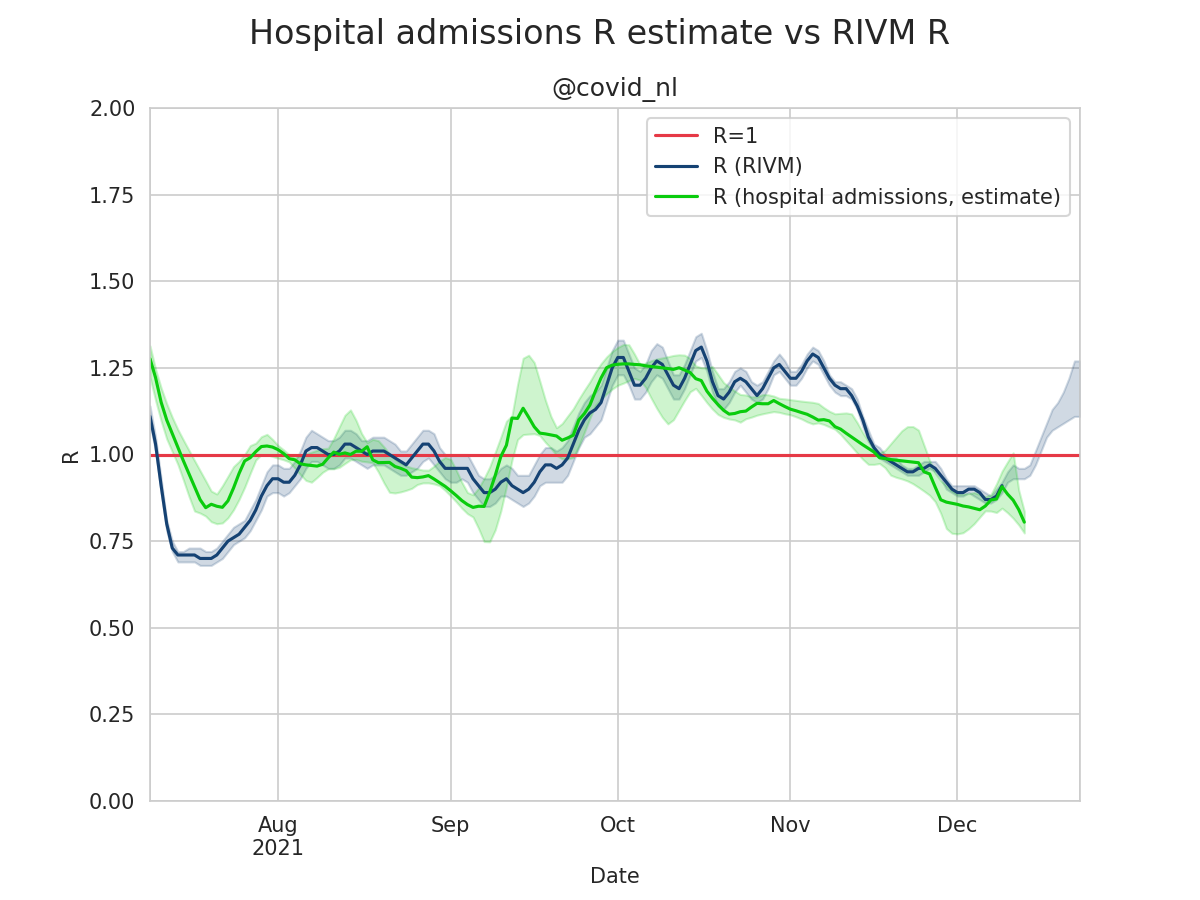 Hospital admissions R estimate vs RIVM R
@covid_nl
2.00
1.75
1.50
1.25
1.00
0.75
0.50
0.25
0.00
R
R=1
R (RIVM)
R (hospital admissions, estimate)
Aug
2021
Sep
Oct
Nov
Dec
Date